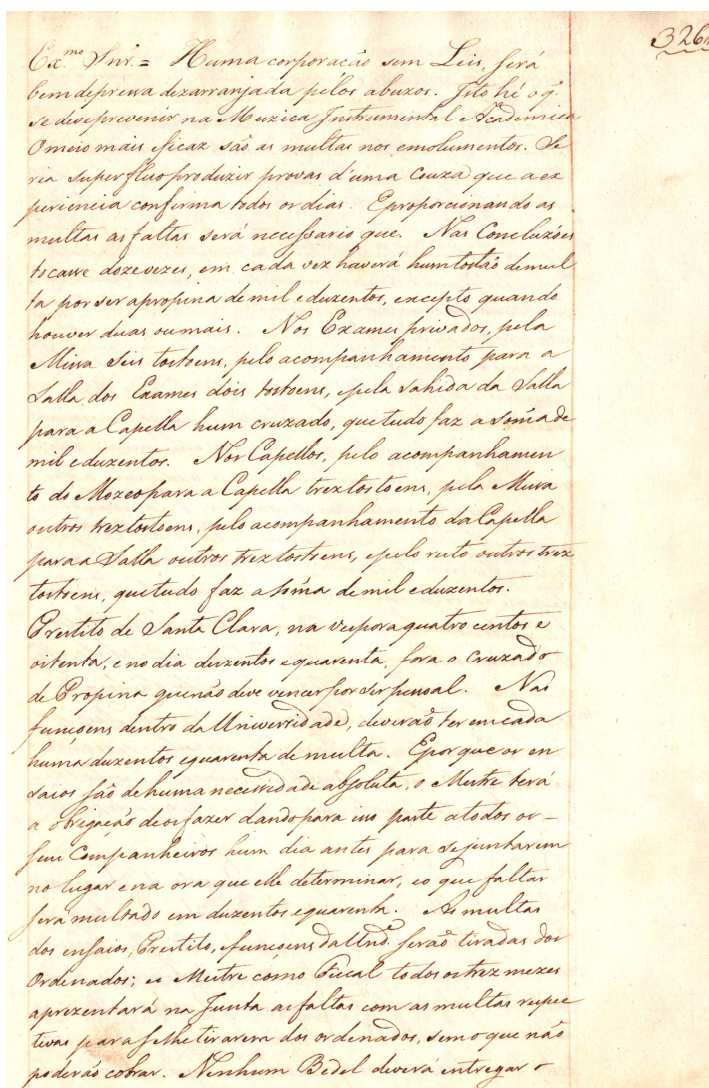 326
Ex.mo Snr. = Huma corporação sem Leis, será
bem depressa dezarranjada pêlos abuzos. Isto hé o q.
se deve prevenir na Muzica Instrumental e Academica
O meio mais eficaz são as multas nos emolumentos. Se
ria superfluo produzir provas d'uma couza que a ex
periencia confirma todos os dias. E proporcionando as
multas as faltas será necessario que. Nas Concluzões
tocasse doze vezes, em cada vez haverá hum tostão de mul
ta por ser a propina de mil e duzentos, excepto quando
houver duas ou mais. Nos Exames privados, pela
Missa Seis tostoens, pelo acompanhamento para a
Salla dos Exames dois tostoens, e pela sahida da Salla
para a Capella hum cruzado, que tudo faz a soma de
mil e duzentos. Nos Capellos, pelo acompanhamen
to do Mozeo para a Capella trez tostoens, pela Missa
outros trez tostoens, pelo acompanhamento da Capella
para a Salla outros trez tostoens, e pelo resto outros trez
tostoens, que tudo faz a soma de mil e duzentos.
Prestito de Santa Clara, na vespora quatro centos e
oitenta, e no dia duzentos e quarenta, fora o Cruzado
de Propina que não deve vencer por ser pessoal. Nas
funçoens dentro da Universidade, deverão ter em cada
huma duzentos e quarenta de multa. E porque os en
saios são de huma necessidade absoluta, o Mestre terá
a obrigação de os fazer dando para isso parte a todos os -
seus Companheiros hum dia antes para se juntarem
no lugar e na ora que elle determinar, e o que faltar
será multado em duzentos e quarenta. As multas
dos ensaios, Prestito, e funçoens da Und.e serão tiradas dos
Ordenados; e o Mestre como Fiscal todos os trez mezes
aprezentará na Junta as faltas com as multas respec
tivas para se lhe tirarem dos ordenados, sem o que não
poderão cobrar. Nenhum Bedel deverá entregar o